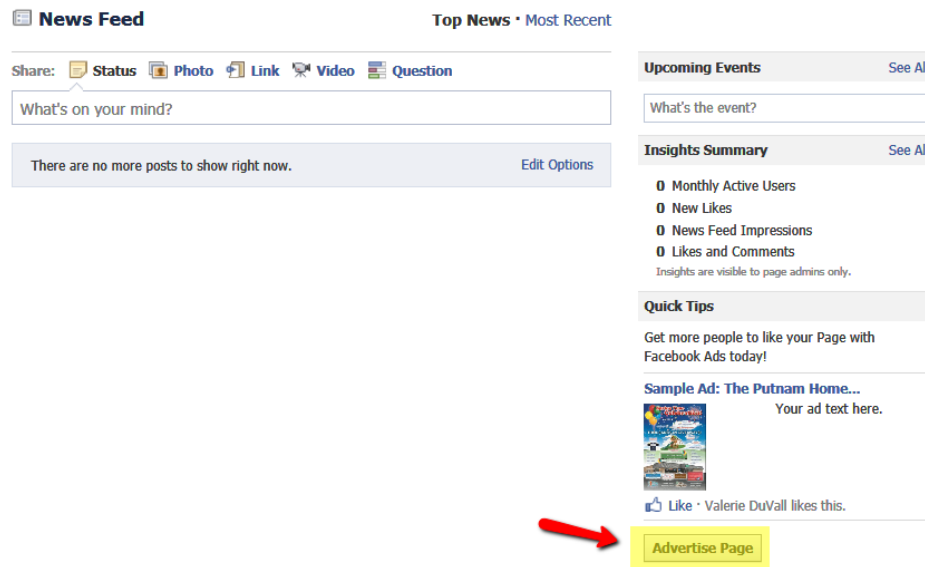 News Feed
Top News · Most Recent
Share: Status Photo Link Video Question
What's on your mind?
There are no more posts to show right now. Edit Options
Upcoming Events See Al
What's the event?
Insights Summary See Al
0 Monthly Active Users
0 New Likes
0 News Feed Impressions
0 Likes and Comments
Insights are visible to page admins only.
Quick Tips
Get more people to like your Page with
Facebook Ads today!
Sample Ad: The Putnam Home...
Your ad text here.
Like · Valerie DuVall likes this.
Advertise Page